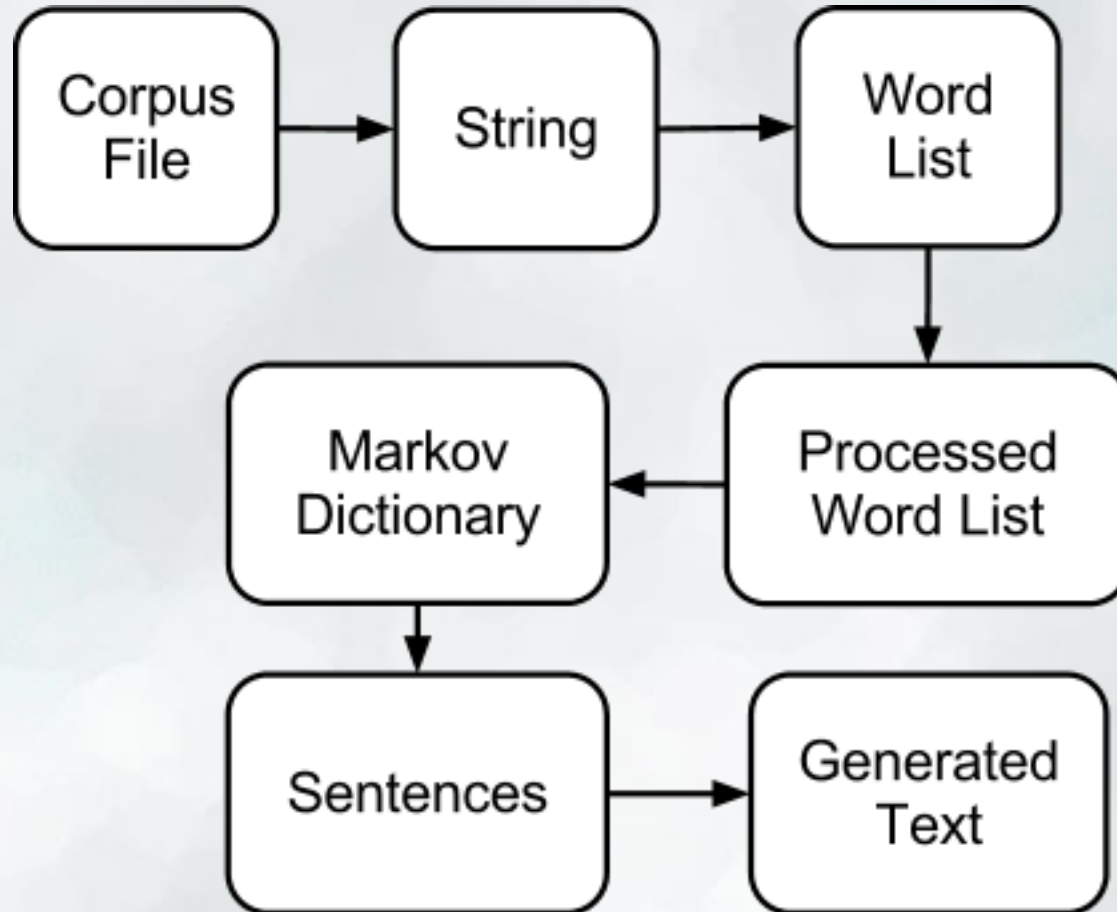 Corpus
File
String
Word
List
Processed
Word List
Markov
Dictionary
Sentences
Generated
Text